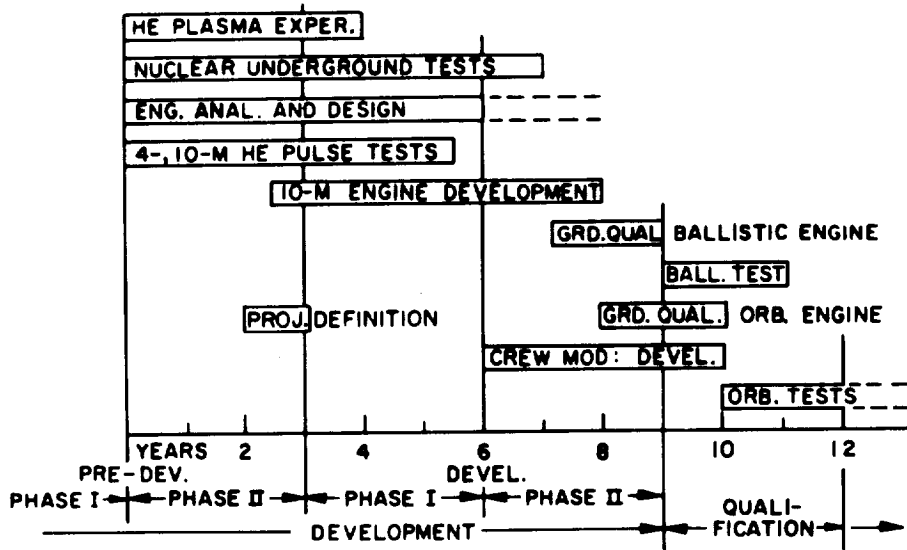 HE PLASMA EXPER.
NUCLEAR UNDERGROUND TESTS
ENG. ANAL. AND DESIGN
4-, 10-M HE PULSE TESTS
10-M ENGINE DEVELOPMENT
GRD. QUAL BALLISTIC ENGINE
BALL. TEST
PROJ. DEFINITION
GRD. QUAL. ORB. ENGINE
CREW MOD: DEVEL.
ORB. TESTS
YEARS 2 4 6 8 10 12
PRE-DEV. DEVEL.
PHASE I PHASE II PHASE I PHASE II
QUALI-
FICATION
DEVELOPMENT